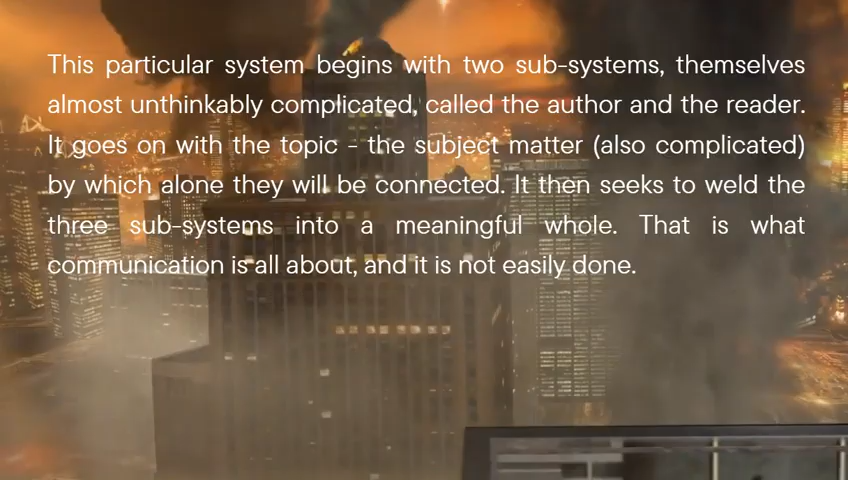 This particular system begins with two sub-systems, themselves
almost unthinkably complicated, called the author and the reader.
It goes on with the topic - the subject matter (also complicated)
by which alone they will be connected. It then seeks to weld the
three sub-systems into a meaningful whole. That is what
communication is all about, and it is not easily done.